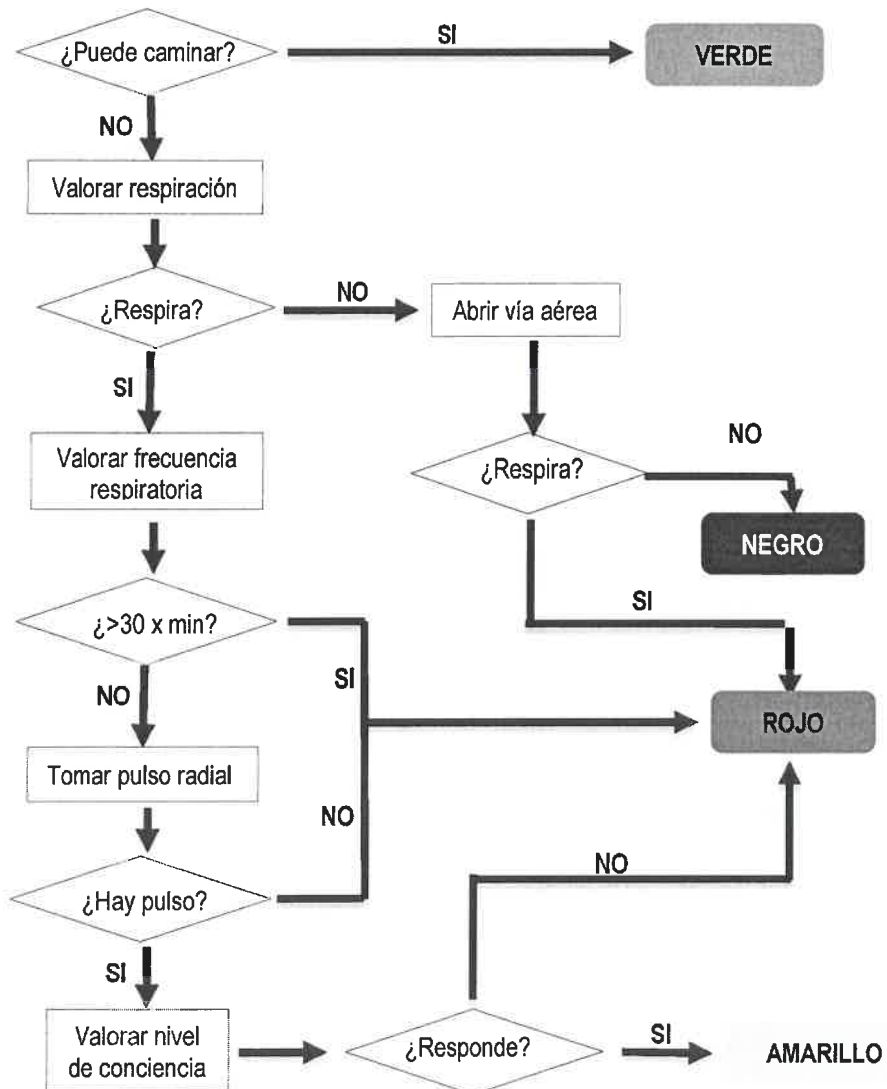 ¿Puede caminar?
SI
VERDE
NO
Valorar respiración
¿Respira?
NO
Abrir vía aérea
SI
Valorar frecuencia
respiratoria
¿Respira?
NO
NEGRO
SI
¿>30 x min?
SI
NO
ROJO
Tomar pulso radial
NO
¿Hay pulso?
NO
SI
Valorar nivel
de conciencia
¿Responde?
SI
AMARILLO